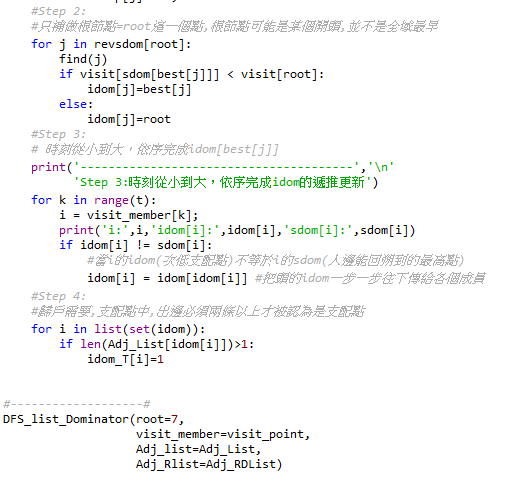 #Step 2:
#只補做根節點=root這一個點,根節點可能是某個開頭,並不是全域最早
for j in revsdom[root]:
find(j)
if visit[sdom[best[j]]] < visit[root]:
idom[j]=best[j]
else:
idom[j]=root
#Step 3:
# 時刻從小到大，依序完成idom[best[j]]
print('---------------------------------------','\n'
'Step 3:時刻從小到大，依序完成idom的遞推更新')
for k in range(t):
i = visit_member[k];
print('i:',i,'idom[i]:',idom[i],'sdom[i]:',sdom[i])
if idom[i] != sdom[i]:
#當i的idom(次低支配點)不等於i的sdom(入邊能回朔到的最高點)
idom[i] = idom[idom[i]] #把頭的idom一步一步往下傳給各個成員
#Step 4:
#歸戶需要,支配點中,出邊必須兩條以上才被認為是支配點
for i in list(set(idom)):
if len(Adj_List[idom[i]])>1:
idom_T[i]=1
#-------------------#
DFS_list_Dominator(root=7,
visit_member=visit_point,
Adj_list=Adj_List,
Adj_Rlist=Adj_RDList)